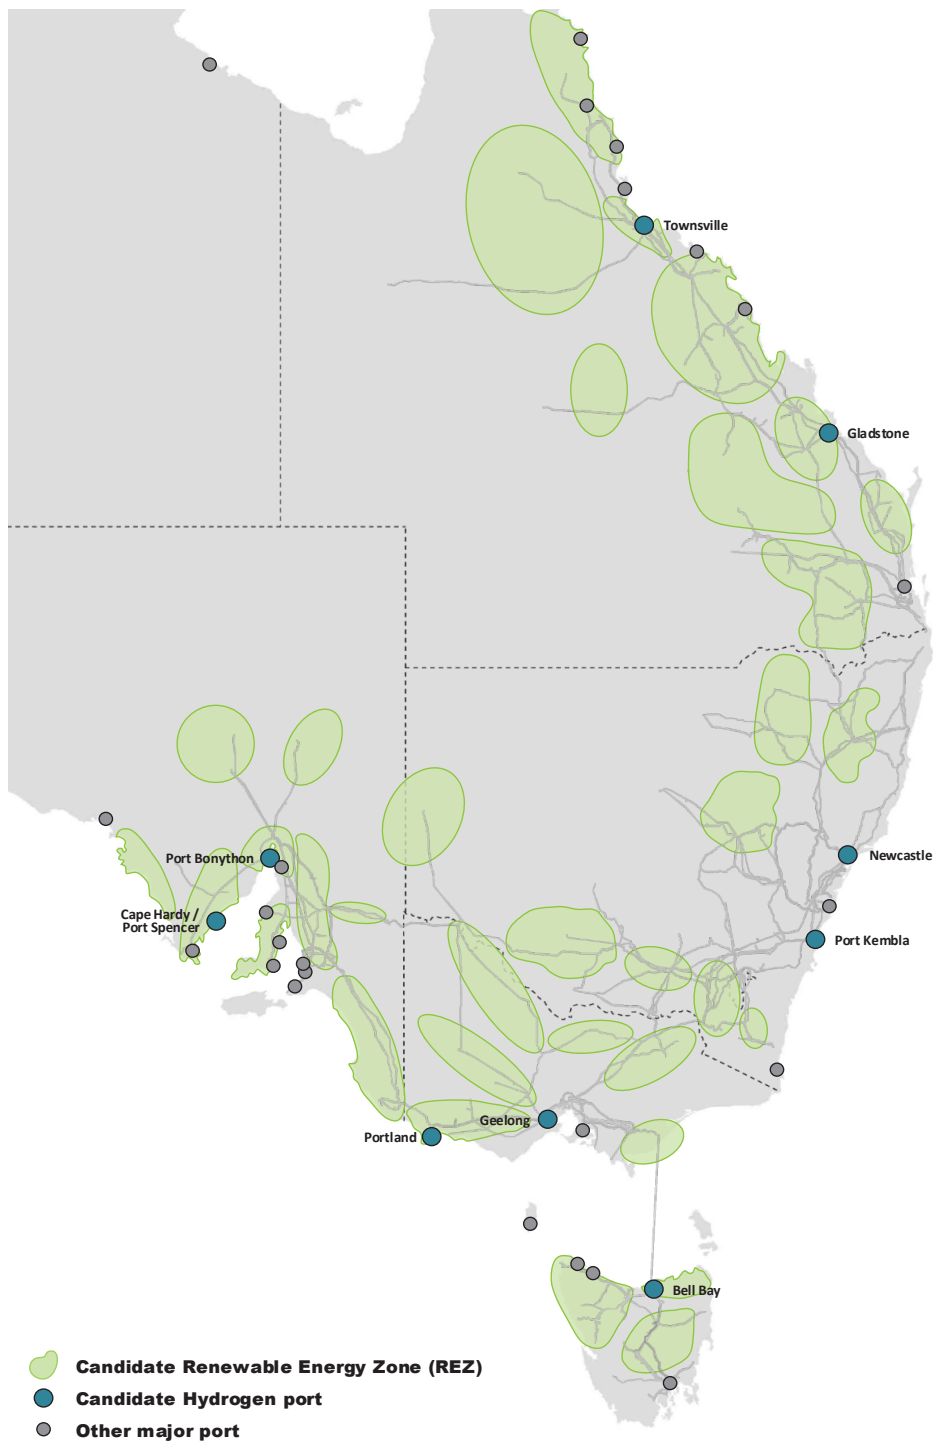 Townsville
Gladstone
Port Bonython
Newcastle
Cape Hardy /
Port Spencer
Port Kembla
Geelong
Portland
Bell Bay
Candidate Renewable Energy Zone (REZ)
Candidate Hydrogen port
Other major port